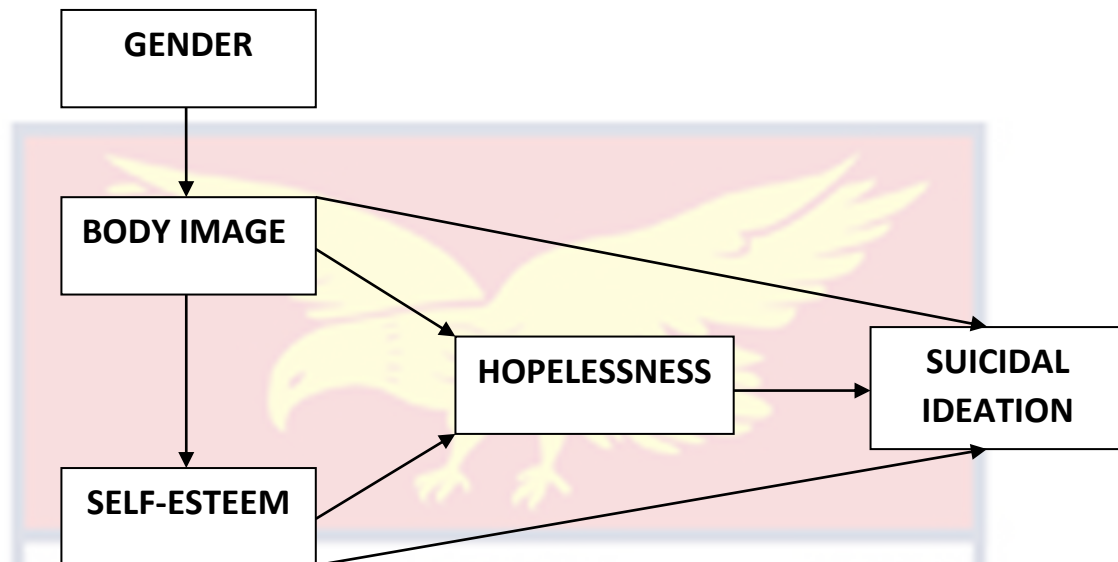 GENDER
BODY IMAGE
HOPELESSNESS
SUICIDAL
IDEATION
SELF-ESTEEM